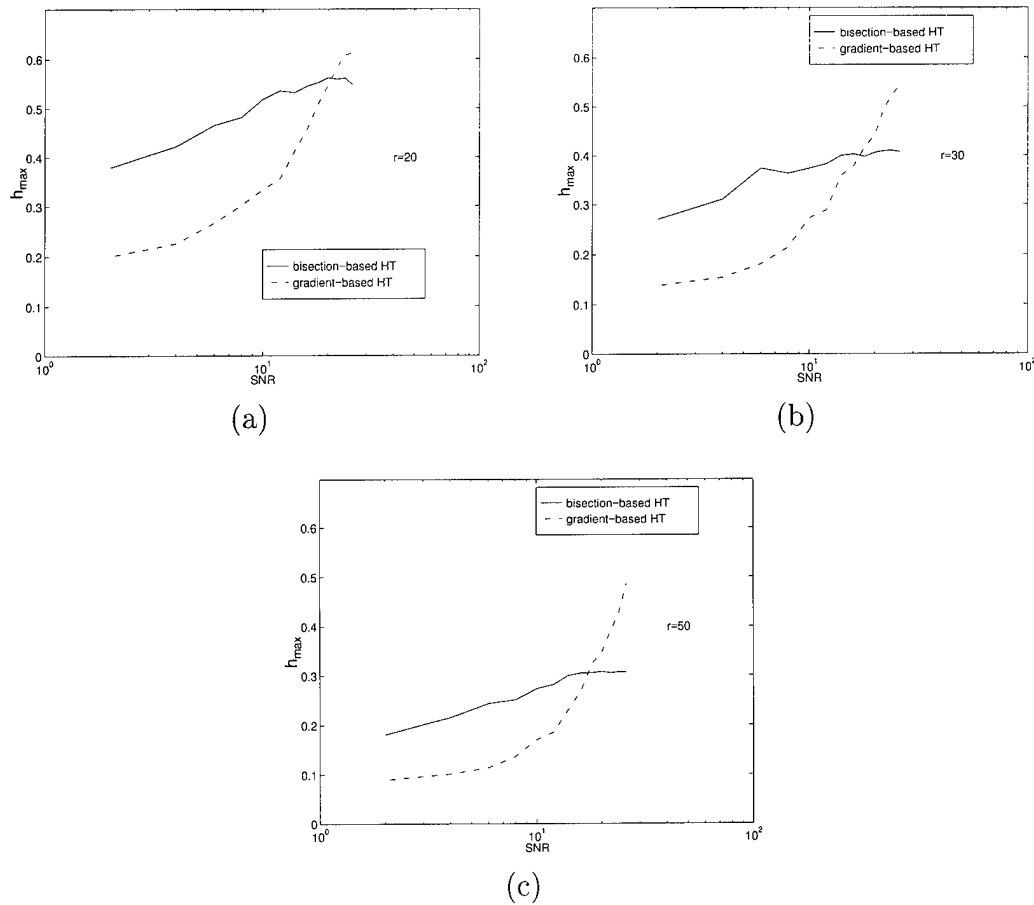 0.6
0.5
0.4
0.3
0.2
0.1
0
h_max
bisection-based HT
gradient-based HT
r=20
10^0
10^1
10^2
SNR
(a)
0.6
0.5
0.4
0.3
0.2
0.1
0
h_max
bisection-based HT
gradient-based HT
r=30
10^0
10^1
10^2
SNR
(b)
0.6
0.5
0.4
0.3
0.2
0.1
0
h_max
bisection-based HT
gradient-based HT
r=50
10^0
10^1
10^2
SNR
(c)